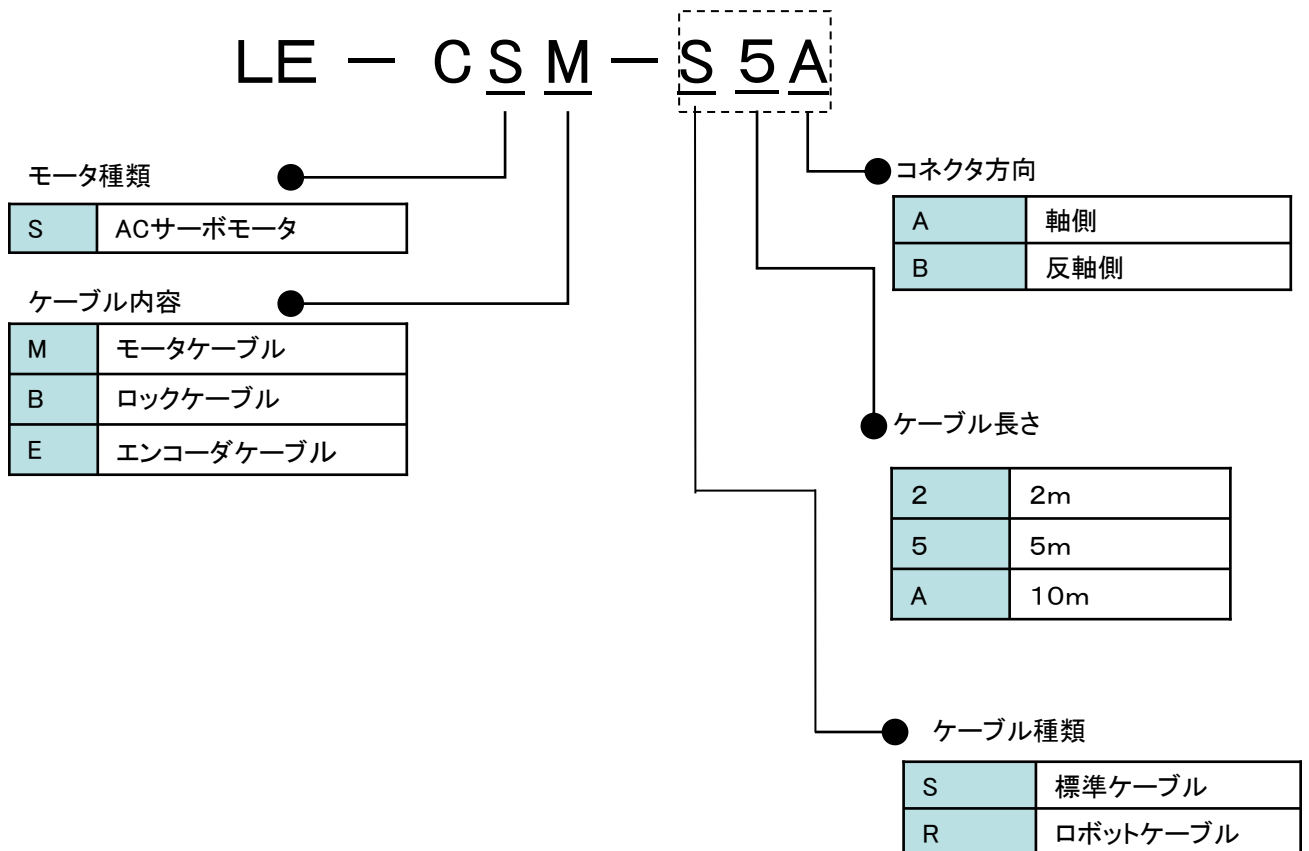 LE － CSM－S5A
モータ種類
S ACサーボモータ
ケーブル内容
M モータケーブル
B ロックケーブル
E エンコーダケーブル
コネクタ方向
A 軸側
B 反軸側
ケーブル長さ
2 2m
5 5m
A 10m
ケーブル種類
S 標準ケーブル
R ロボットケーブル